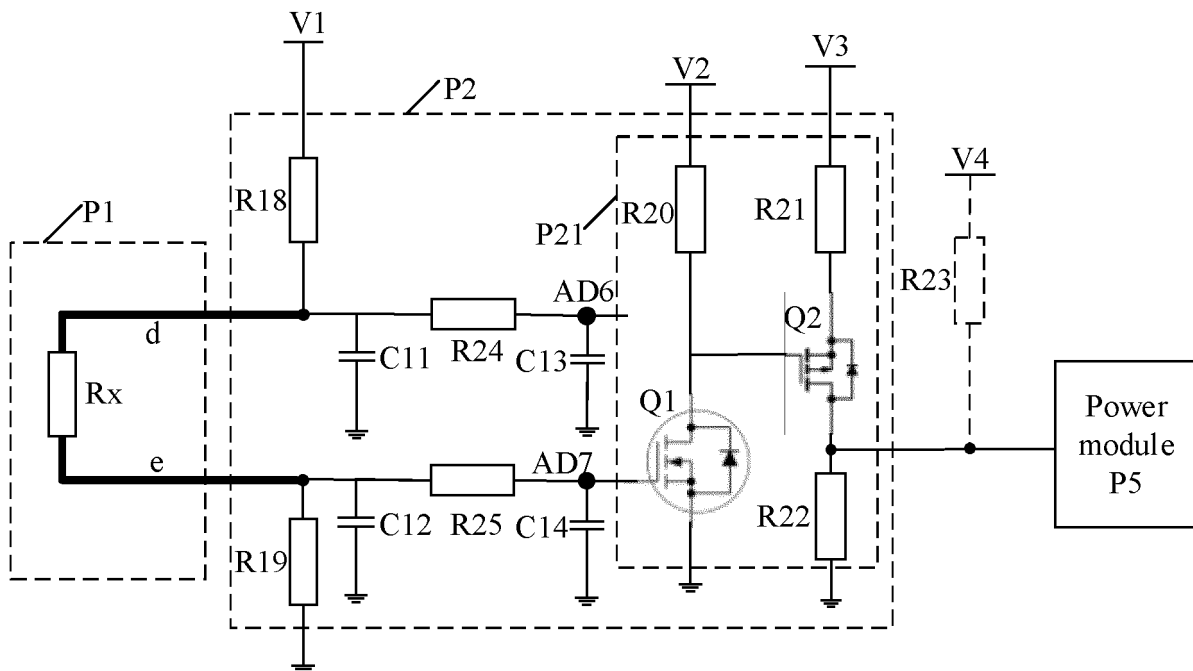 V1
V2
V3
P2
V4
P1
R18
P21
R20
R21
R23
AD6
Q2
d
C11
R24
C13
Rx
Q1
Power
module
P5
e
AD7
C12
R25
C14
R22
R19